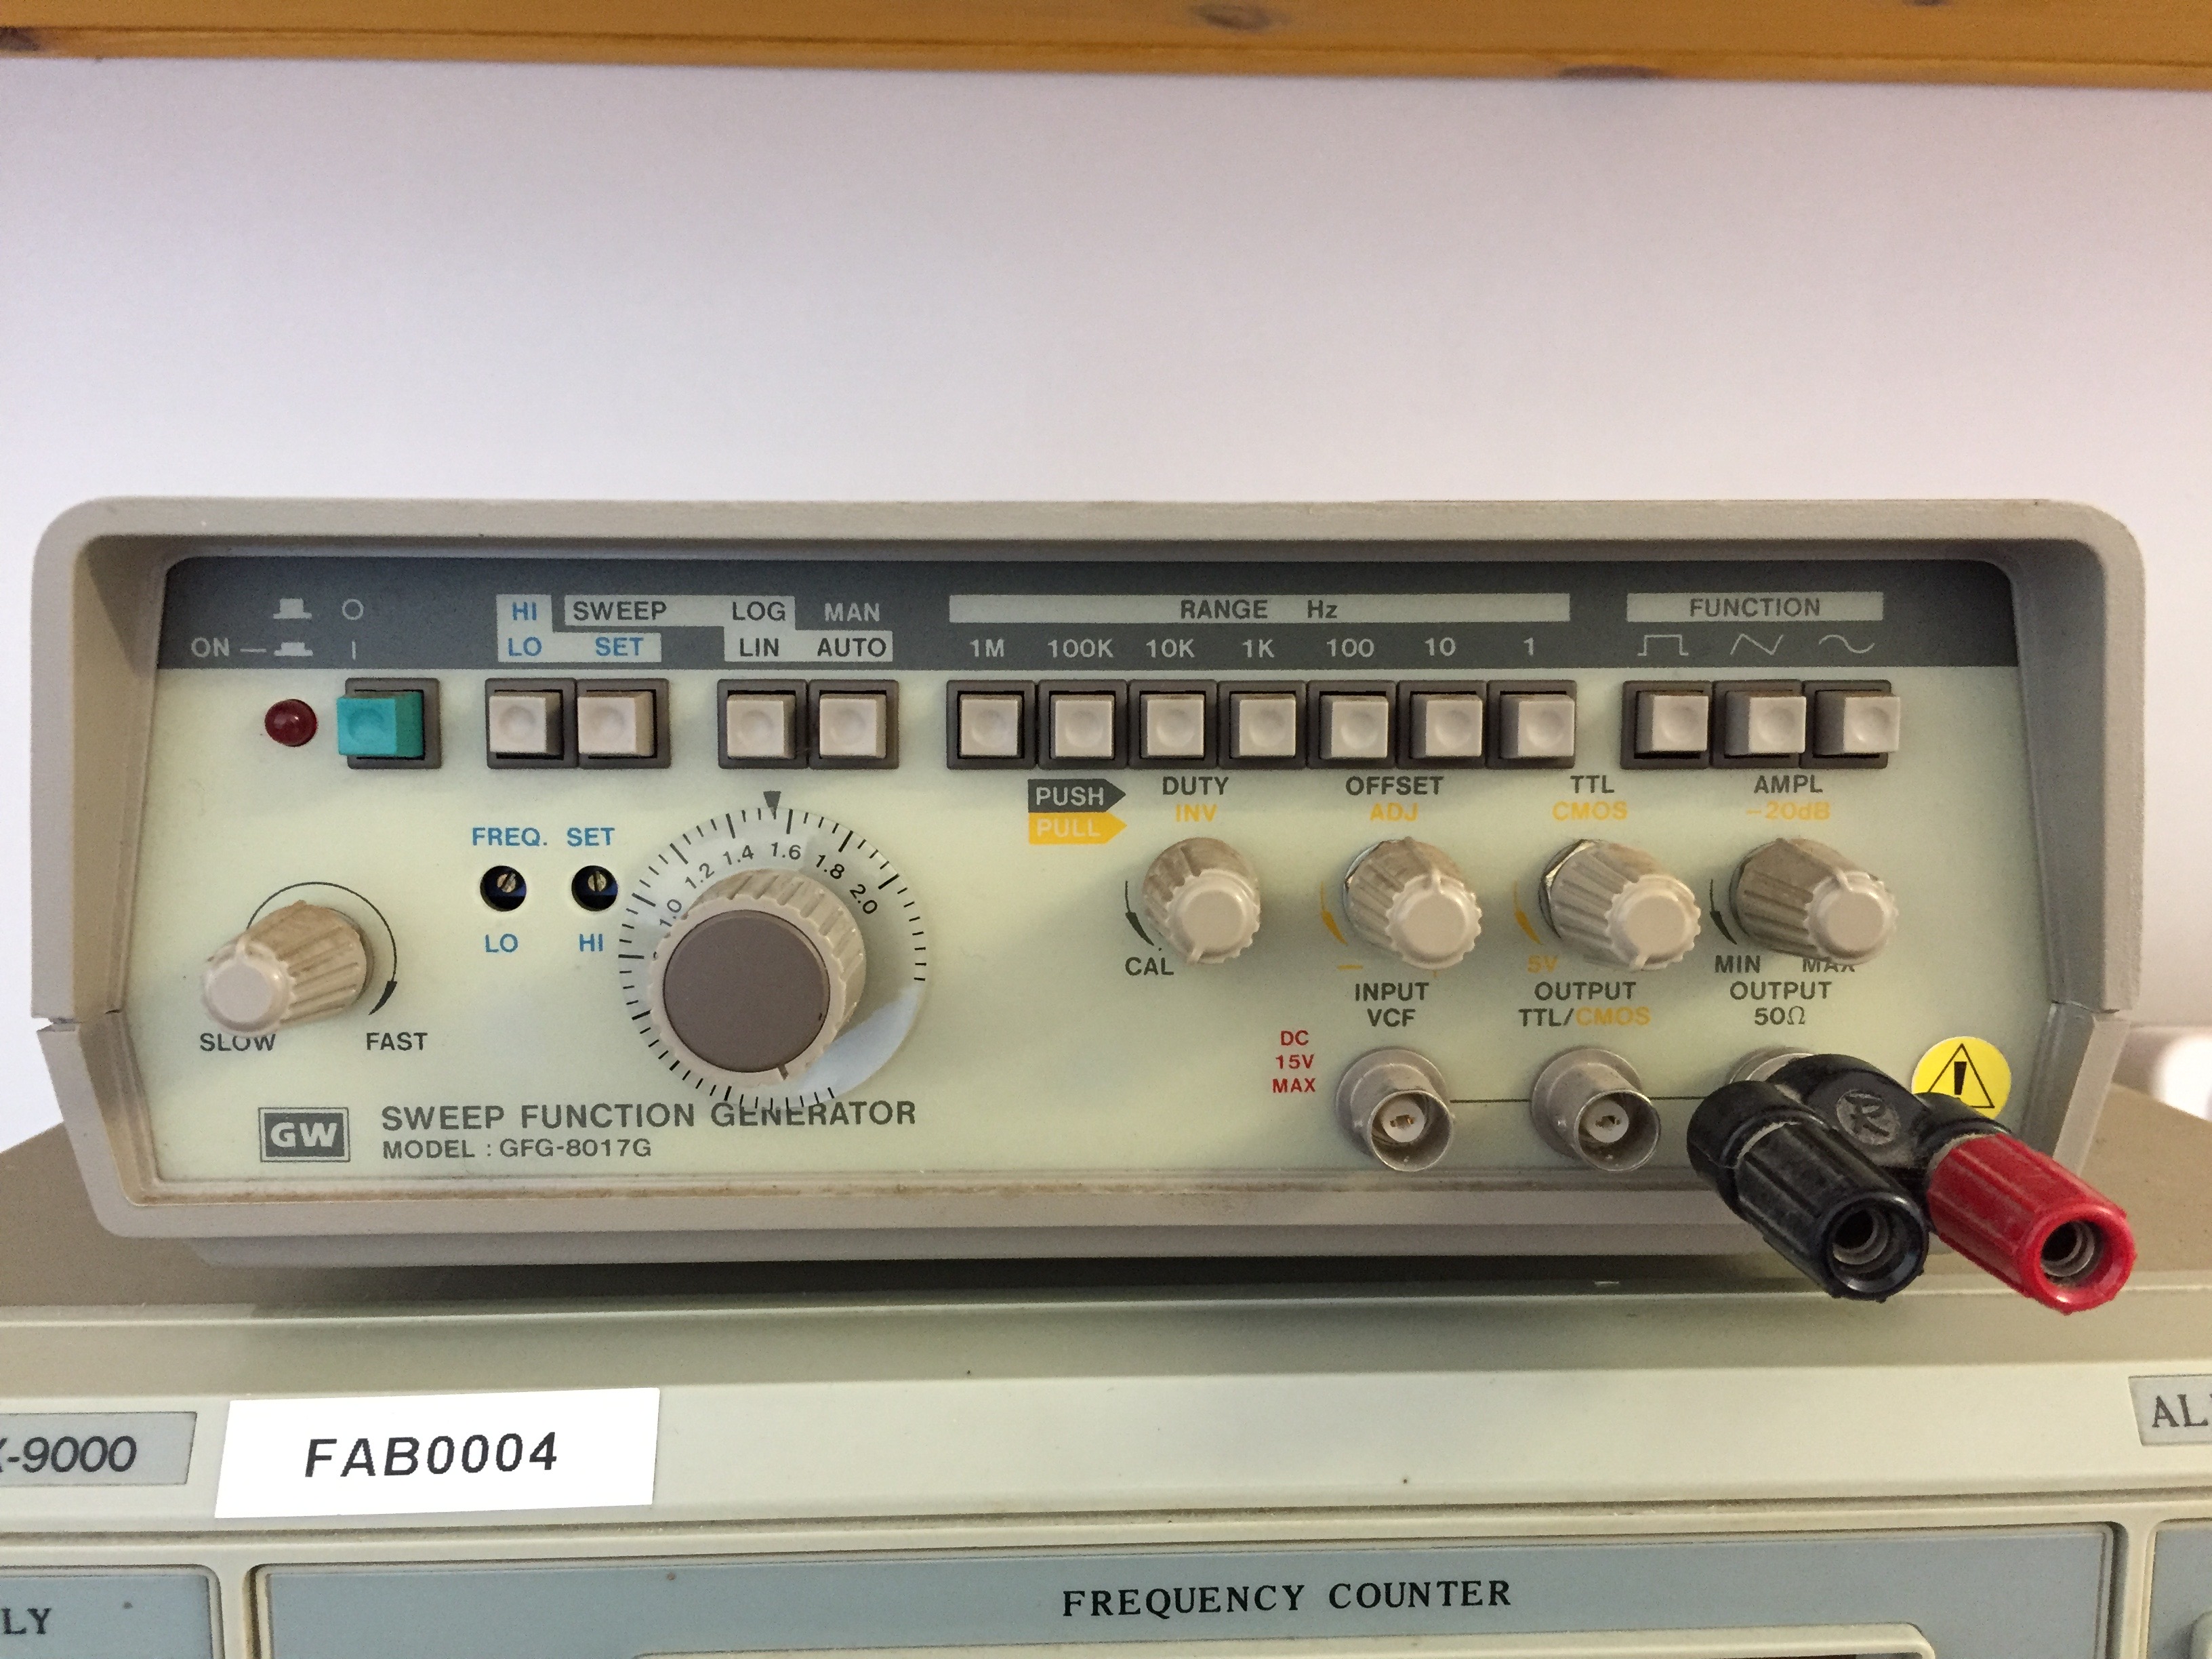 O
ON I
HI SWEEP LOG MAN
LO SET LIN AUTO
RANGE Hz
1M 100K 10K 1K 100 10 1
FUNCTION
PUSH DUTY OFFSET TTL AMPL
PULL INV ADJ CMOS -20dB
FREQ. SET
LO HI
1.0 1.2 1.4 1.6 1.8 2.0
SLOW FAST
CAL - 5V MIN MAX
INPUT OUTPUT OUTPUT
VCF TTL/CMOS 50Ω
DC
15V
MAX
GW SWEEP FUNCTION GENERATOR
MODEL : GFG-8017G
R
-9000 FAB0004 AL
LY FREQUENCY COUNTER